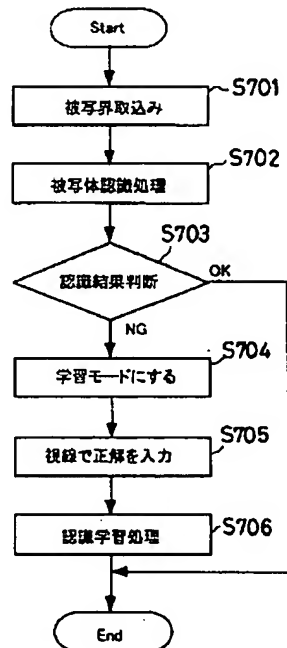 Start
S701
被写界取込み
S702
被写体認識処理
S703
認識結果判断
OK
NG
S704
学習モードにする
S705
視線で正解を入力
S706
認識学習処理
End